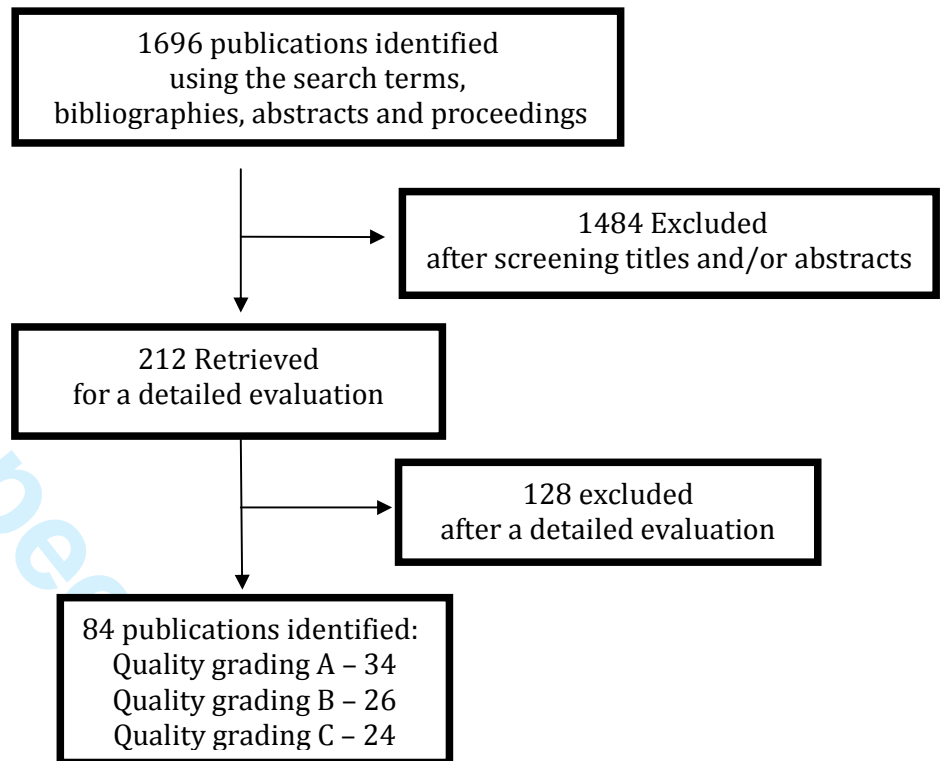 1696 publications identified
using the search terms,
bibliographies, abstracts and proceedings
1484 Excluded
after screening titles and/or abstracts
212 Retrieved
for a detailed evaluation
128 excluded
after a detailed evaluation
84 publications identified:
Quality grading A – 34
Quality grading B – 26
Quality grading C – 24